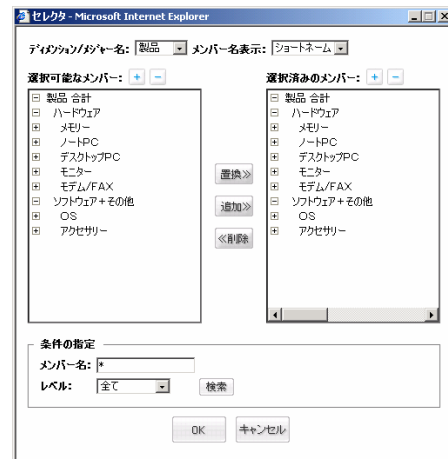 セレクタ - Microsoft Internet Explorer
ディメンション/メジャー名: 製品 メンバー名表示: ショートネーム
選択可能なメンバー: + -
選択済みのメンバー: + -
製品 合計
ハードウェア
メモリー
ノートPC
デスクトップPC
モニター
モデム/FAX
ソフトウェア+その他
OS
アクセサリー
置換≫
追加≫
≪削除
製品 合計
ハードウェア
メモリー
ノートPC
デスクトップPC
モニター
モデム/FAX
ソフトウェア+その他
OS
アクセサリー
条件の指定
メンバー名: *
レベル: 全て 検索
OK キャンセル